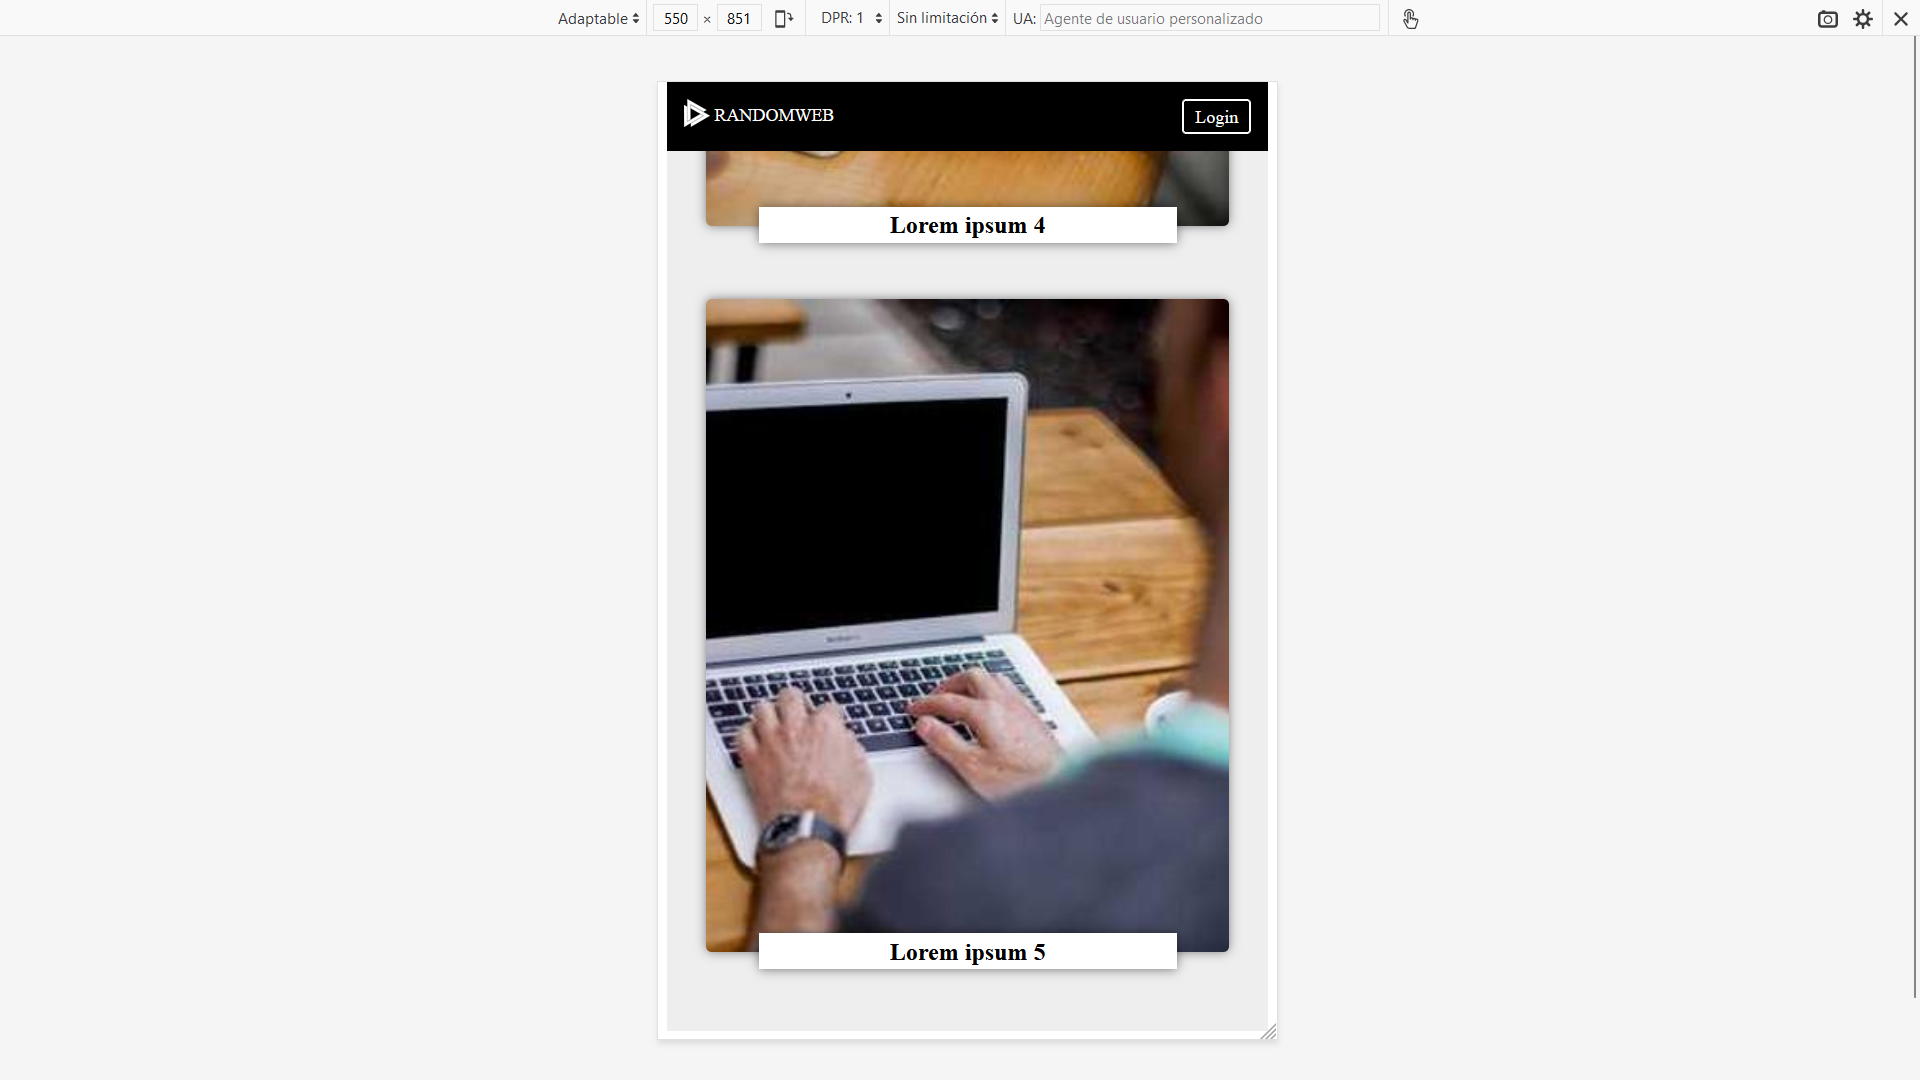 Adaptable 550 × 851 DPR: 1 Sin limitación UA: Agente de usuario personalizado
RANDOMWEB Login
Lorem ipsum 4
Lorem ipsum 5